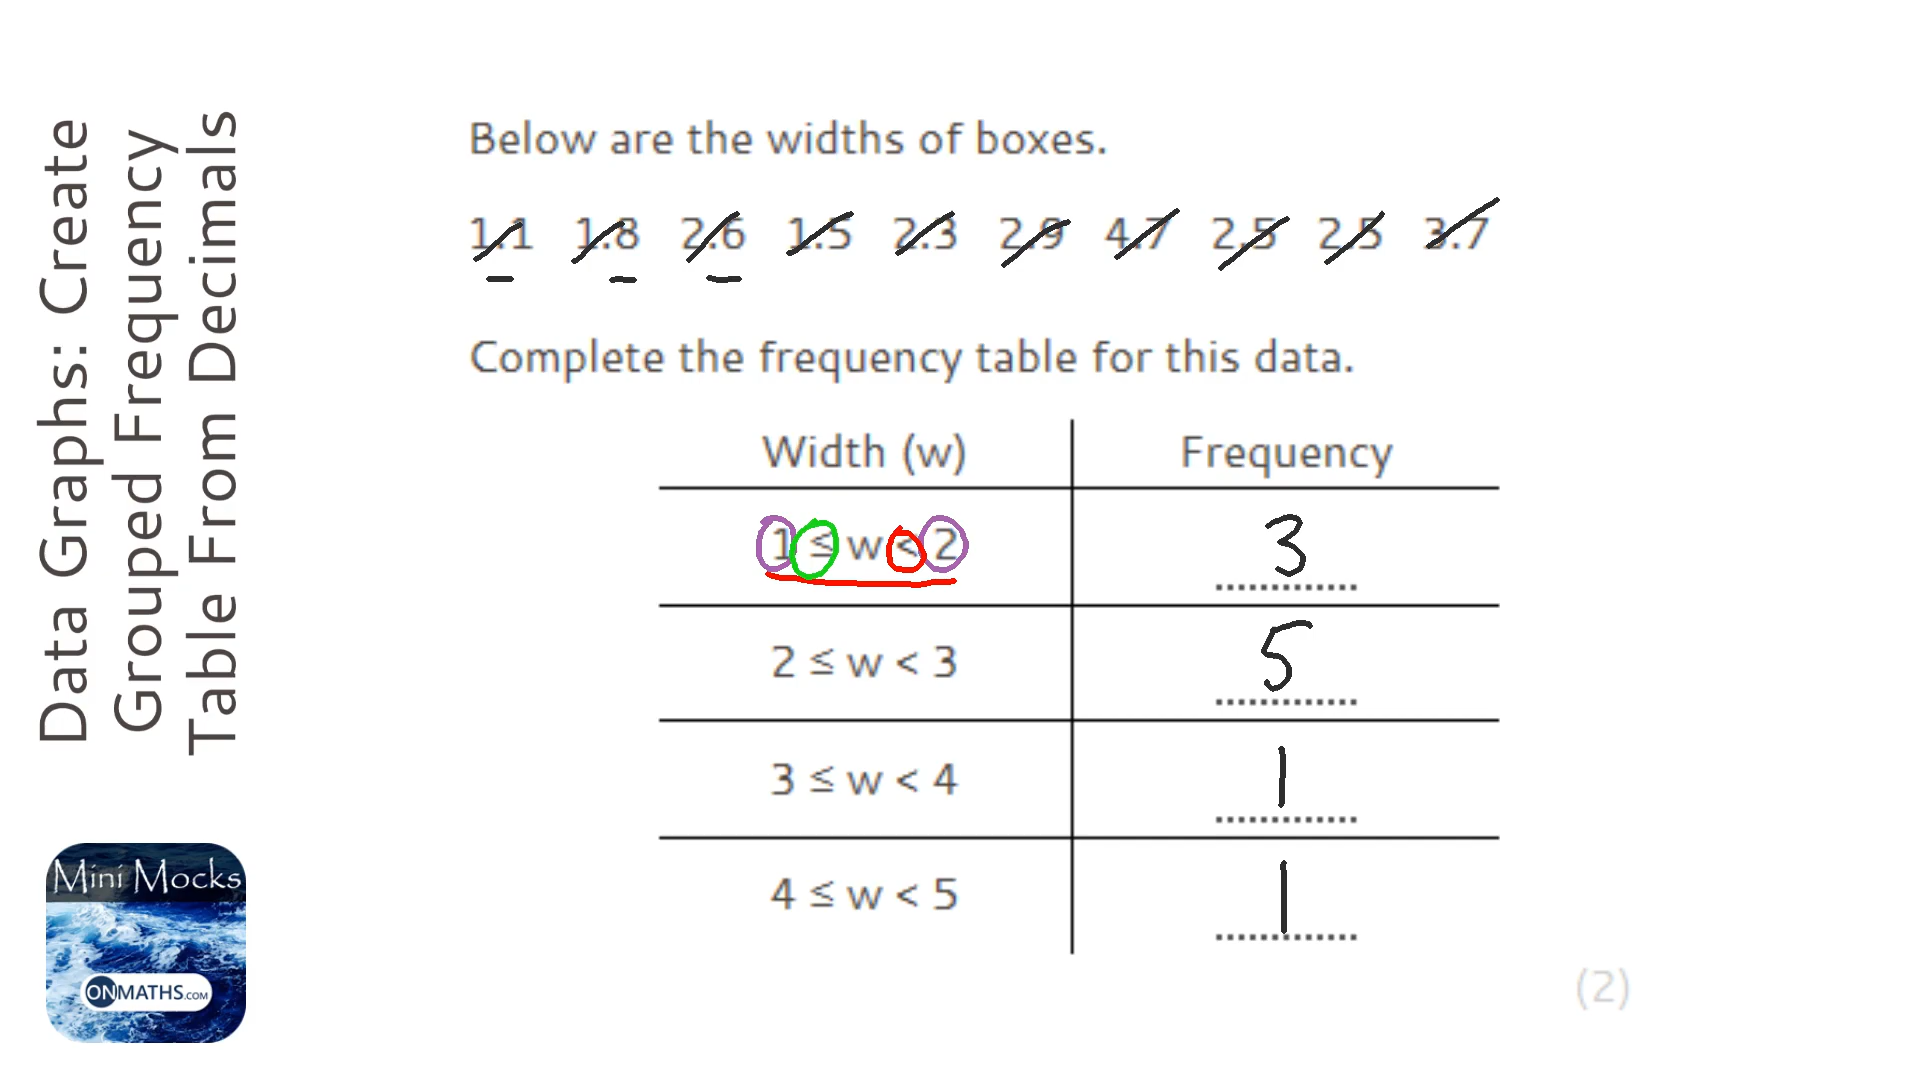 Data Graphs: Create
Grouped Frequency
Table From Decimals
Below are the widths of boxes.
1.1 1.8 2.6 1.5 2.3 2.9 4.7 2.5 2.5 3.7
Complete the frequency table for this data.
Width (w) Frequency
1 ≤ w < 2 3
2 ≤ w < 3 5
3 ≤ w < 4 1
4 ≤ w < 5 1
(2)
Mini Mocks
ONMATHS.COM